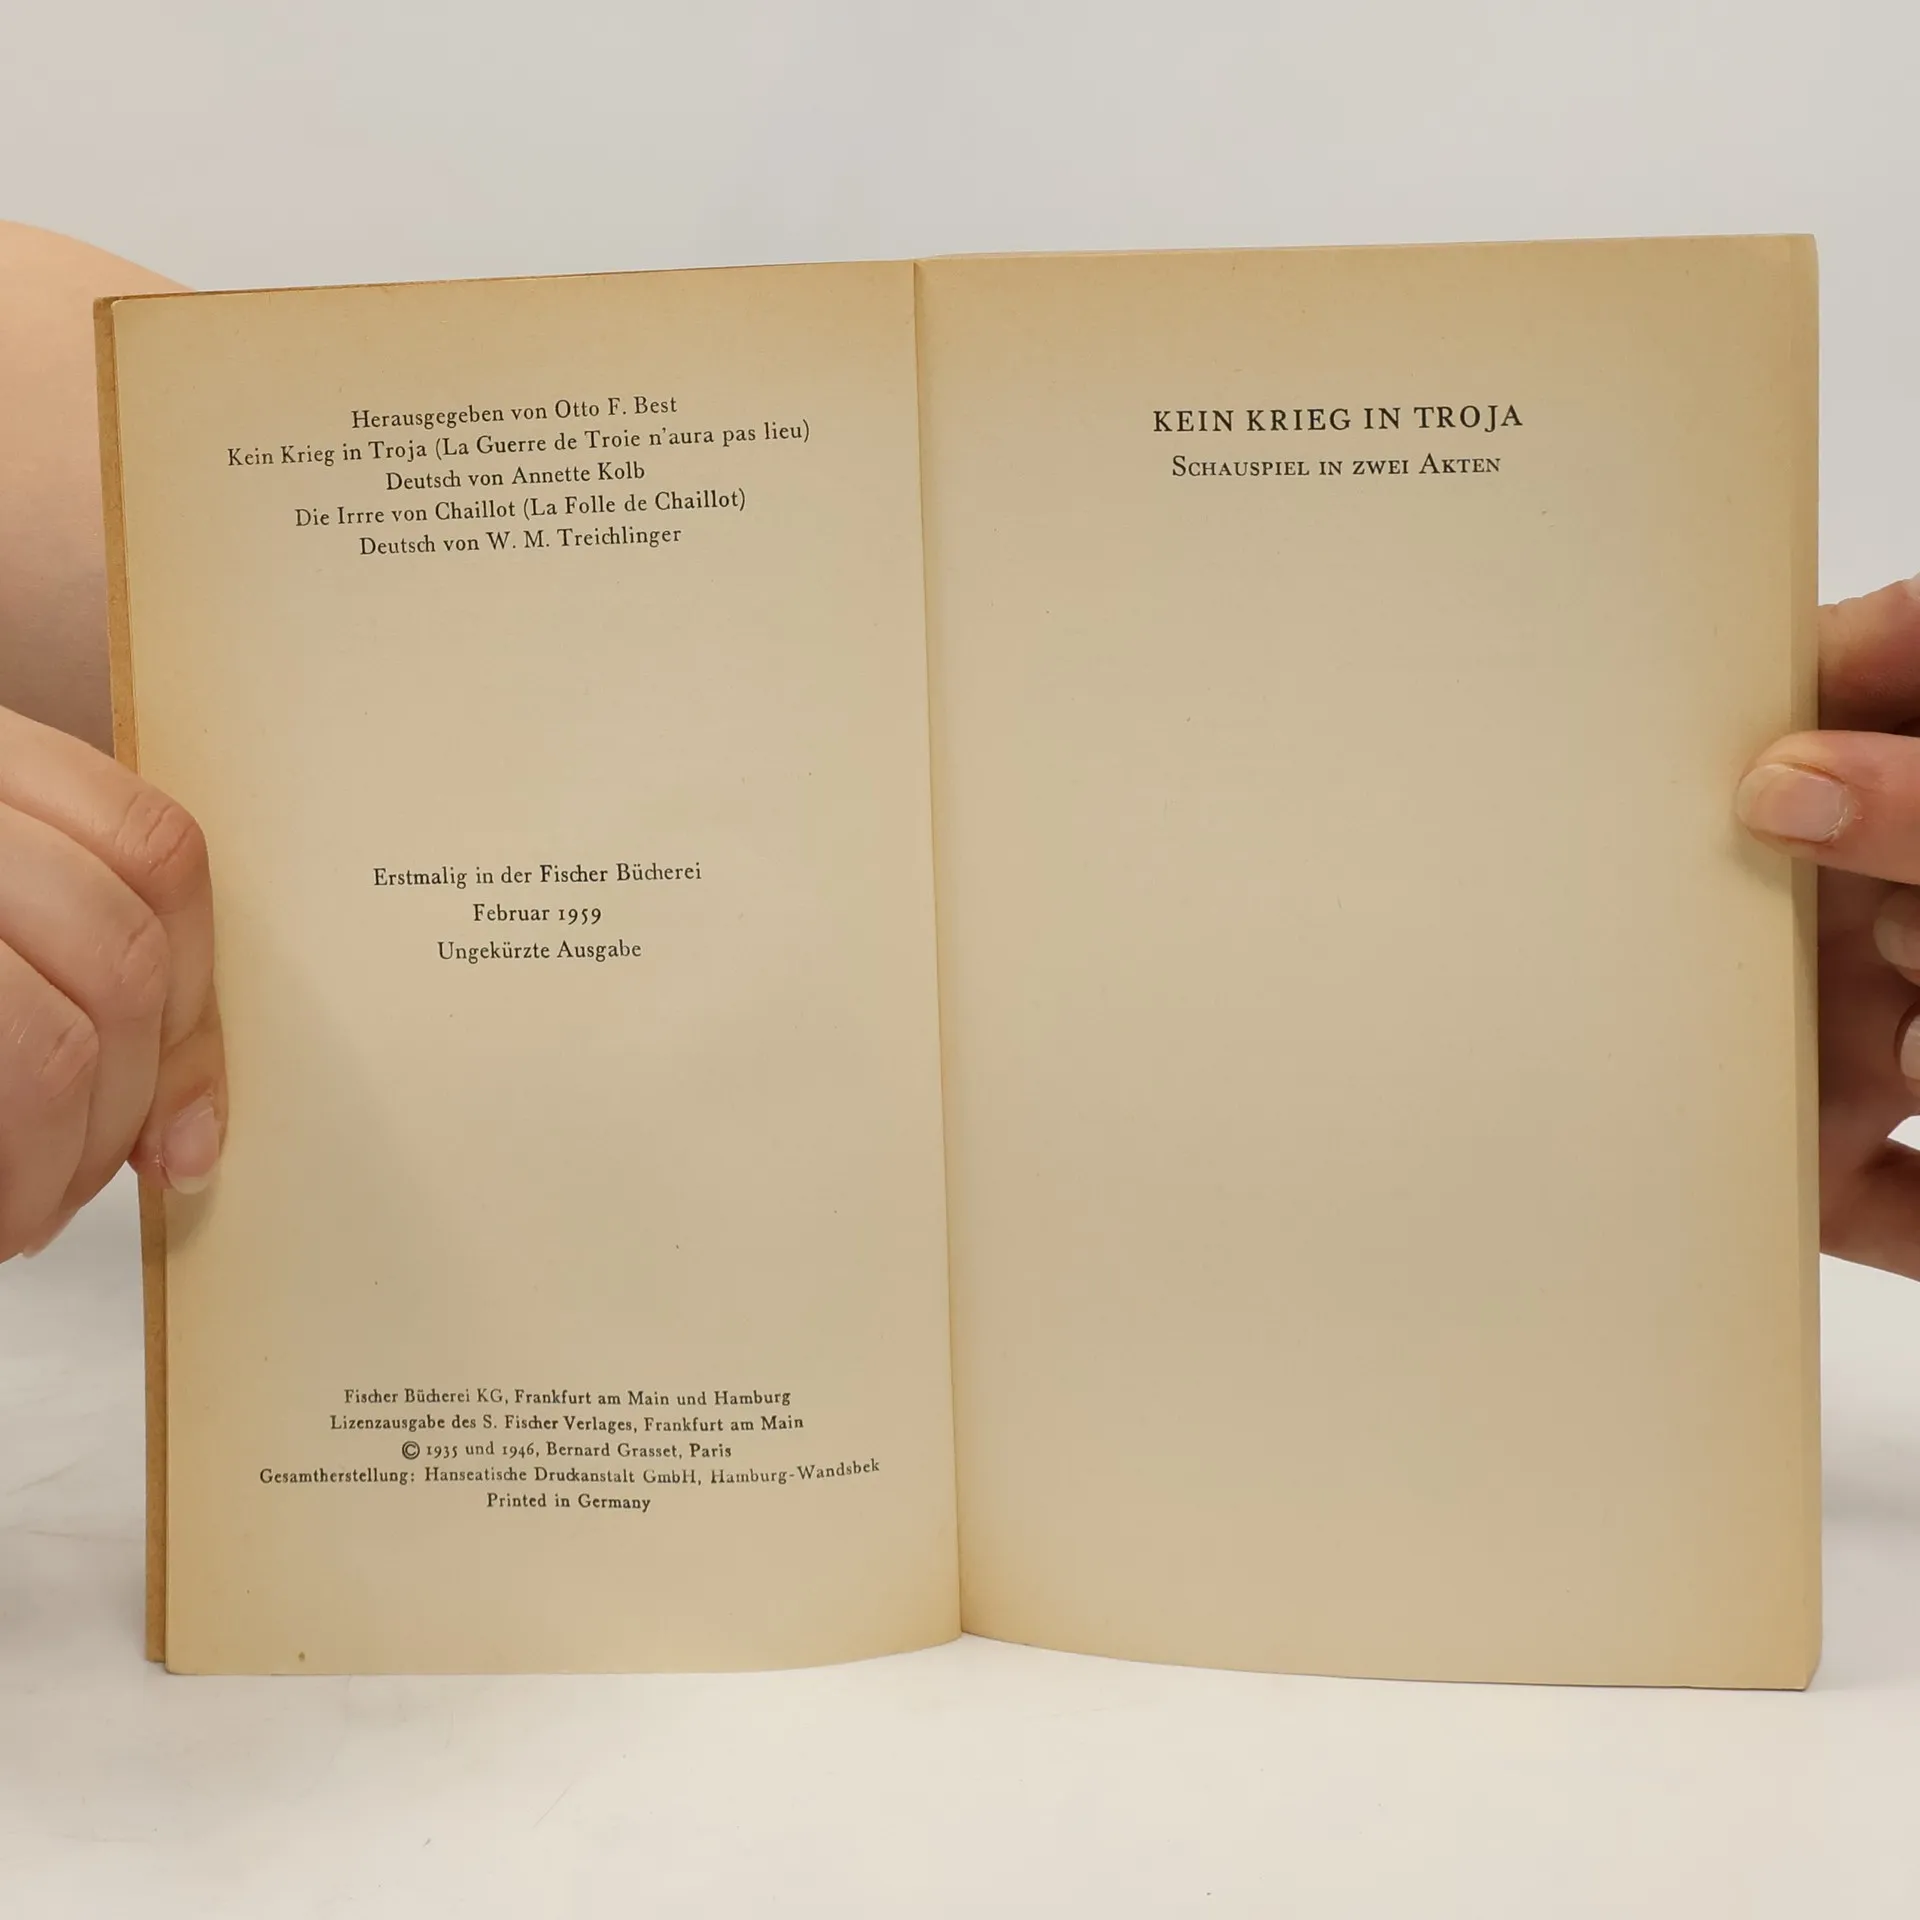 Herausgegeben von Otto F. Best
Kein Krieg in Troja (La Guerre de Troie n'aura pas lieu)
Deutsch von Annette Kolb
Die Irrre von Chaillot (La Folle de Chaillot)
Deutsch von W. M. Treichlinger
Erstmalig in der Fischer Bücherei
Februar 1959
Ungekürzte Ausgabe
Fischer Bücherei KG, Frankfurt am Main und Hamburg
Lizenzausgabe des S. Fischer Verlages, Frankfurt am Main
© 1935 und 1946, Bernard Grasset, Paris
Gesamtherstellung: Hanseatische Druckanstalt GmbH, Hamburg-Wandsbek
Printed in Germany
KEIN KRIEG IN TROJA
SCHAUSPIEL IN ZWEI AKTEN